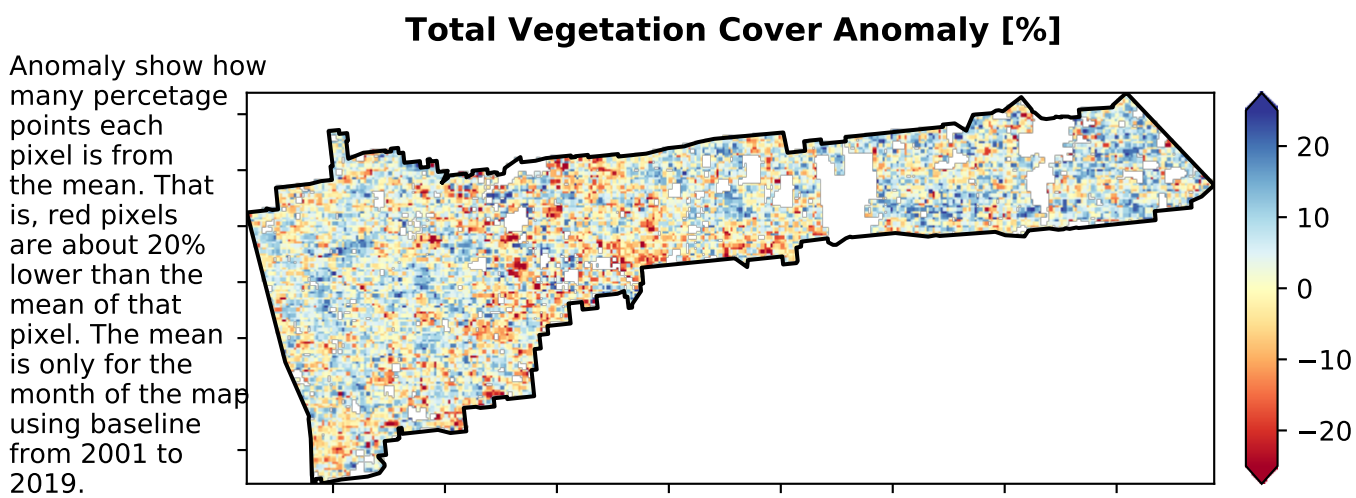 Total Vegetation Cover Anomaly [%]
Anomaly show how
many percetage
points each
pixel is from
the mean. That
is, red pixels
are about 20%
lower than the
mean of that
pixel. The mean
is only for the
month of the map
using baseline
from 2001 to
2019.
20
10
0
−10
−20